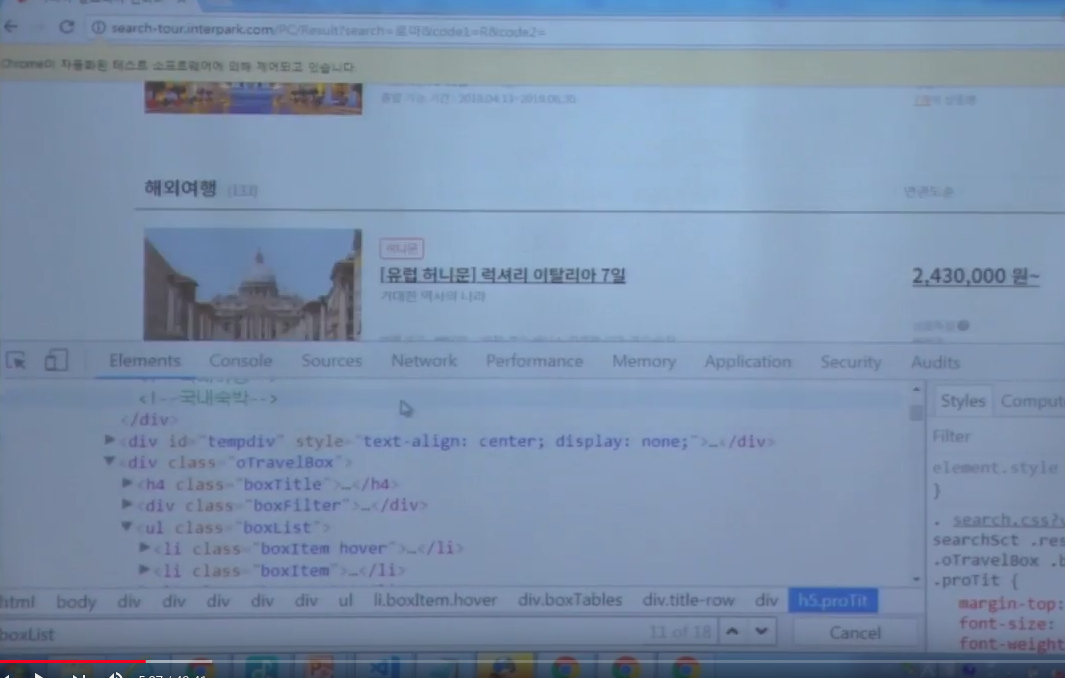 search-tour.interpark.com/PC/Result?search=로마&code1=R&code2=
Chrome이 자동화된 테스트 소프트웨어에 의해 제어되고 있습니다.
출발 가능 기간 : 2018.04.13~2018.06.30
해외여행 (133)
허니문
[유럽 허니문] 럭셔리 이탈리아 7일
2,430,000 원~
거대한 역사의 나라
Elements Console Sources Network Performance Memory Application Security Audits
<!--국내숙박-->
</div>
<div id="tempdiv" style="text-align: center; display: none;">…</div>
<div class="oTravelBox">
<h4 class="boxTitle">…</h4>
<div class="boxFilter">…</div>
<ul class="boxList">
<li class="boxItem hover">…</li>
<li class="boxItem">…</li>
html body div div div div div ul li.boxItem.hover div.boxTables div.title-row div h5.proTit
boxList 11 of 18 Cancel
Styles Comput
Filter
element.style
}
. search.css?v
searchSct .res
.oTravelBox .b
.proTit {
margin-top:
font-size:
font-weight